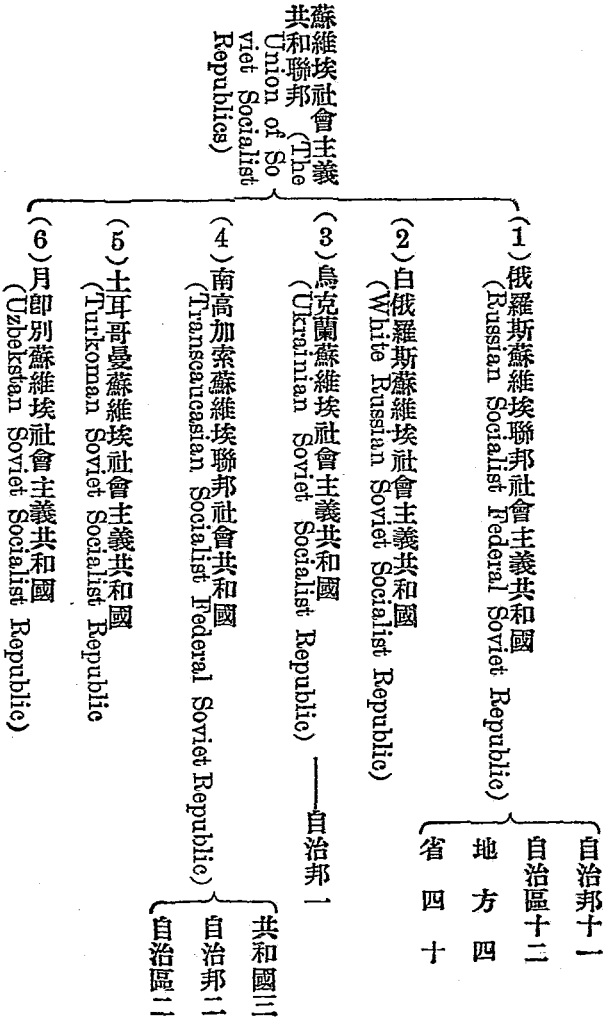 蘇維埃社會主義
共和聯邦 (The
Union of So
viet Socialist
Republics)
(1)俄羅斯蘇維埃聯邦社會主義共和國
(Russian Socialist Federal Soviet Republic)
自治邦十一
自治區十二
地方四
省四十
(2)白俄羅斯蘇維埃社會主義共和國
(White Russian Soviet Socialist Republic)
(3)烏克蘭蘇維埃社會主義共和國
(Ukrainian Soviet Socialist Republic)
自治邦一
(4)南高加索蘇維埃聯邦社會共和國
(Transcaucasian Socialist Federal Soviet Republic)
共和國三
自治邦二
自治區二
(5)土耳哥曼蘇維埃社會主義共和國
(Turkoman Soviet Socialist Republic
(6)月卽別蘇維埃社會主義共和國
(Uzbekstan Soviet Socialist Republic)